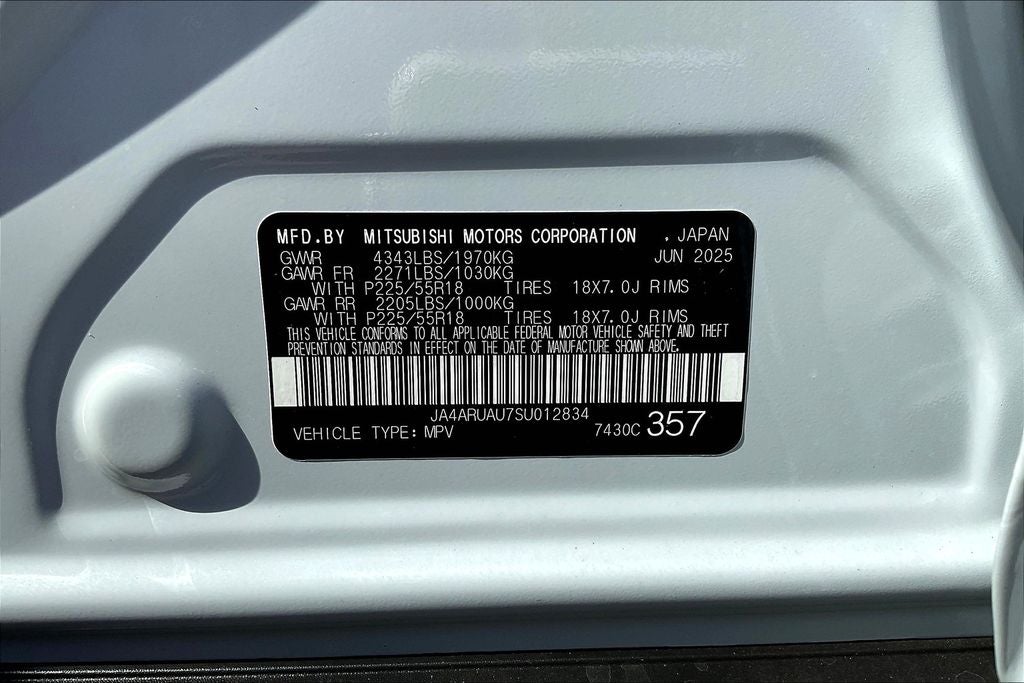 MFD.BY MITSUBISHI MOTORS CORPORATION , JAPAN
GVWR 4343LBS/1970KG JUN 2025
GAWR FR 2271LBS/1030KG
WITH P225/55R18 TIRES 18X7.0J RIMS
GAWR RR 2205LBS/1000KG
WITH P225/55R18 TIRES 18X7.0J RIMS
THIS VEHICLE CONFORMS TO ALL APPLICABLE FEDERAL MOTOR VEHICLE SAFETY AND THEFT
PREVENTION STANDARDS IN EFFECT ON THE DATE OF MANUFACTURE SHOWN ABOVE.
JA4ARUAU7SU012834
VEHICLE TYPE: MPV 7430C 357